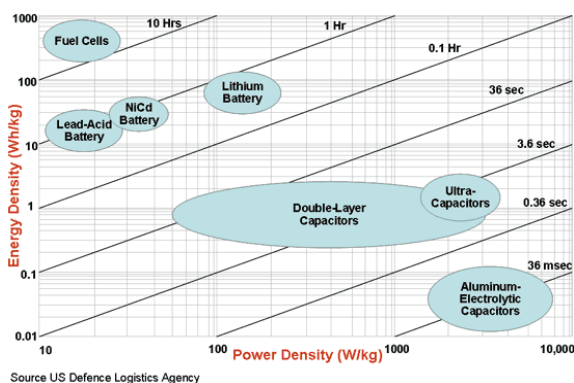 1000
100
10
1
0.1
0.01
Energy Density (Wh/kg)
10 Hrs
1 Hr
0.1 Hr
36 sec
3.6 sec
0.36 sec
36 msec
Fuel Cells
Lead-Acid
Battery
NiCd
Battery
Lithium
Battery
Double-Layer
Capacitors
Ultra-
Capacitors
Aluminum-
Electrolytic
Capacitors
10
100
1000
10,000
Power Density (W/kg)
Source US Defence Logistics Agency